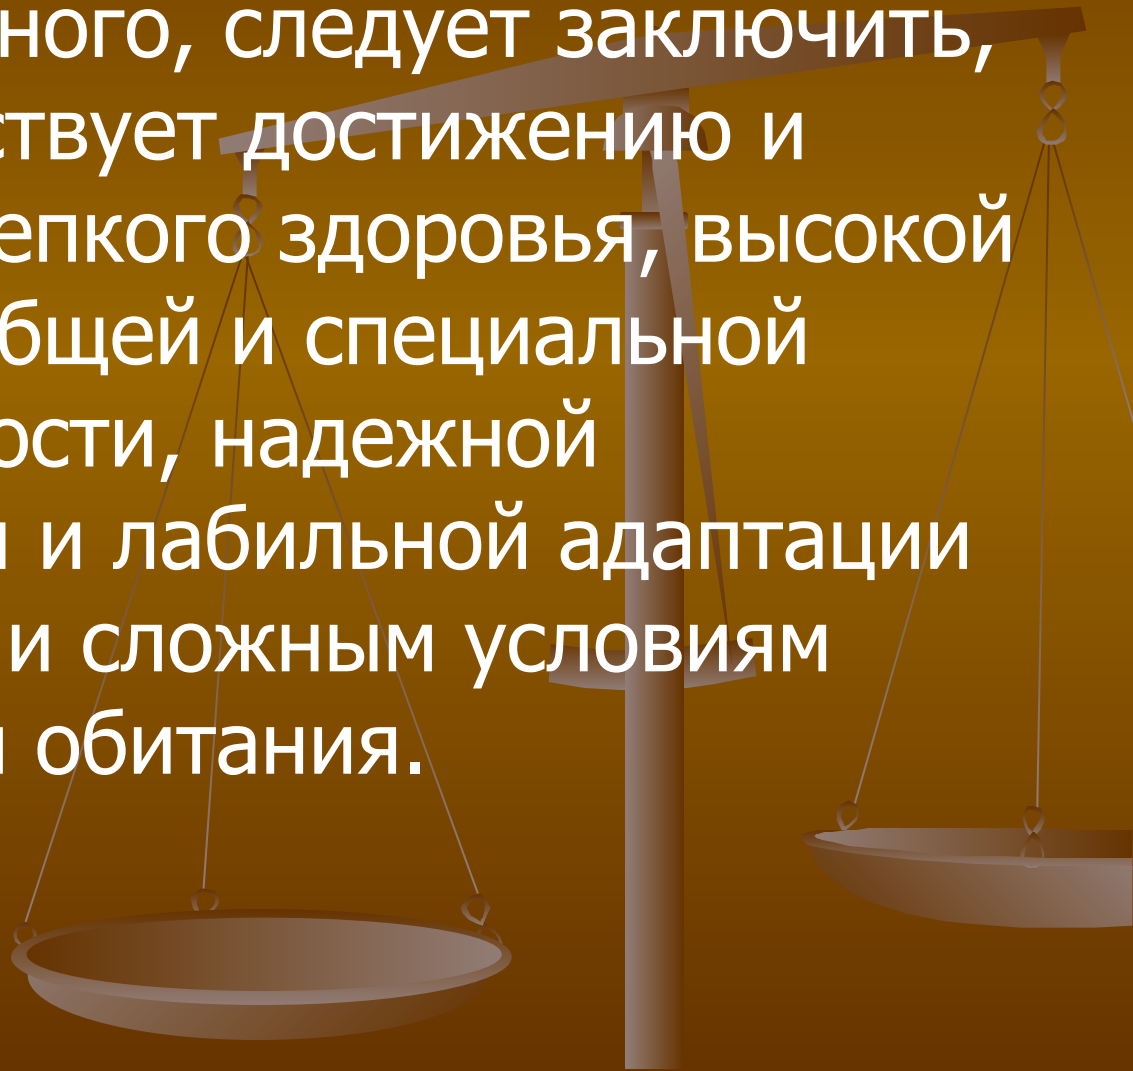 ного, следует заключить,
ствует достижению и
епкого здоровья, высокой
бщей и специальной
ости, надежной
и и лабильной адаптации
и сложным условиям
и обитания.